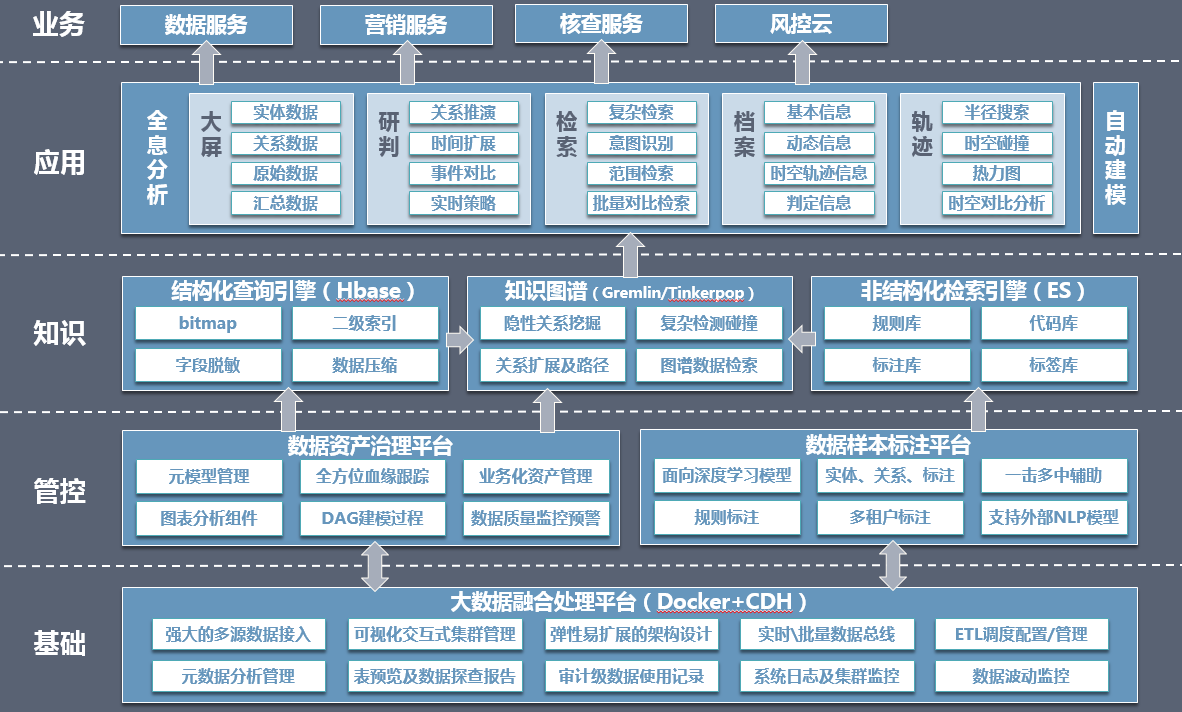 业务
数据服务
营销服务
核查服务
风控云
应用
全息分析
大屏
实体数据
关系数据
原始数据
汇总数据
研判
关系推演
时间扩展
事件对比
实时策略
检索
复杂检索
意图识别
范围检索
批量对比检索
档案
基本信息
动态信息
时空轨迹信息
判定信息
轨迹
半径搜索
时空碰撞
热力图
时空对比分析
自动建模
知识
结构化查询引擎（Hbase）
bitmap
二级索引
字段脱敏
数据压缩
知识图谱（Gremlin/Tinkerpop）
隐性关系挖掘
复杂检测碰撞
关系扩展及路径
图谱数据检索
非结构化检索引擎（ES）
规则库
代码库
标注库
标签库
管控
数据资产治理平台
元模型管理
全方位血缘跟踪
业务化资产管理
图表分析组件
DAG建模过程
数据质量监控预警
数据样本标注平台
面向深度学习模型
实体、关系、标注
一击多中辅助
规则标注
多租户标注
支持外部NLP模型
基础
大数据融合处理平台（Docker+CDH）
强大的多源数据接入
可视化交互式集群管理
弹性易扩展的架构设计
实时\批量数据总线
ETL调度配置/管理
元数据分析管理
表预览及数据探查报告
审计级数据使用记录
系统日志及集群监控
数据波动监控